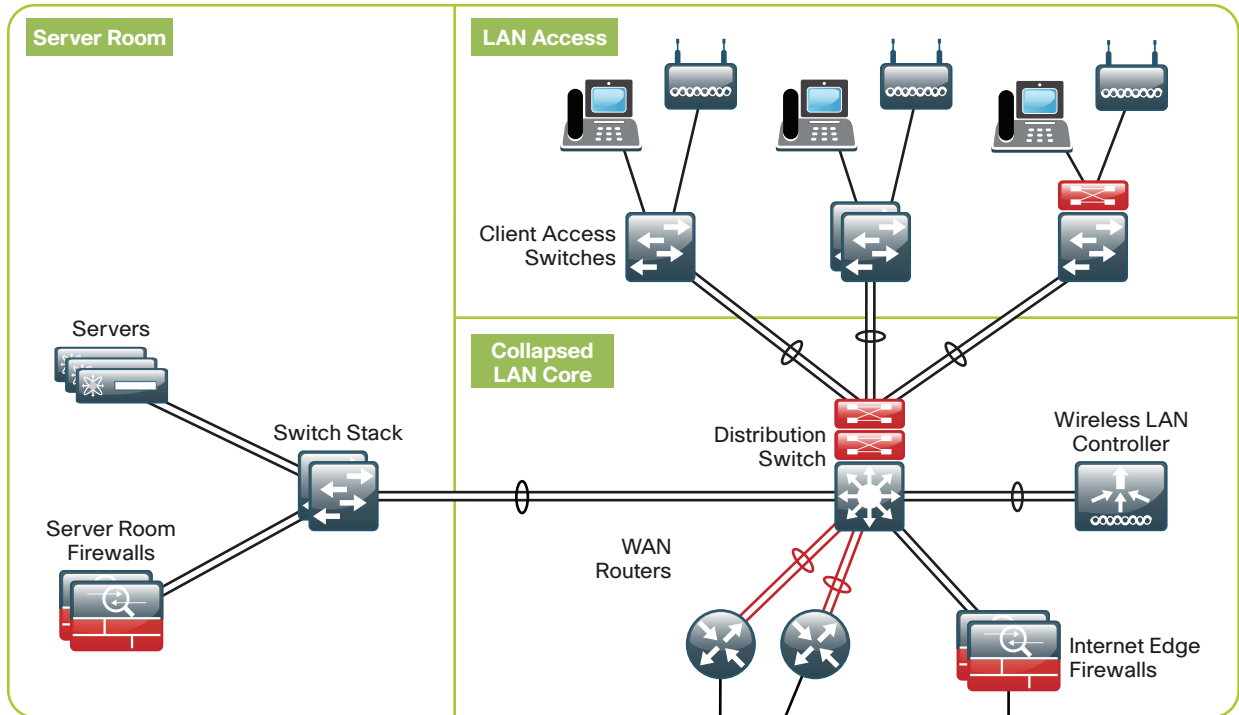 Server Room
LAN Access
Client Access
Switches
Servers
Collapsed
LAN Core
Switch Stack
Distribution
Switch
Wireless LAN
Controller
Server Room
Firewalls
WAN
Routers
Internet Edge
Firewalls